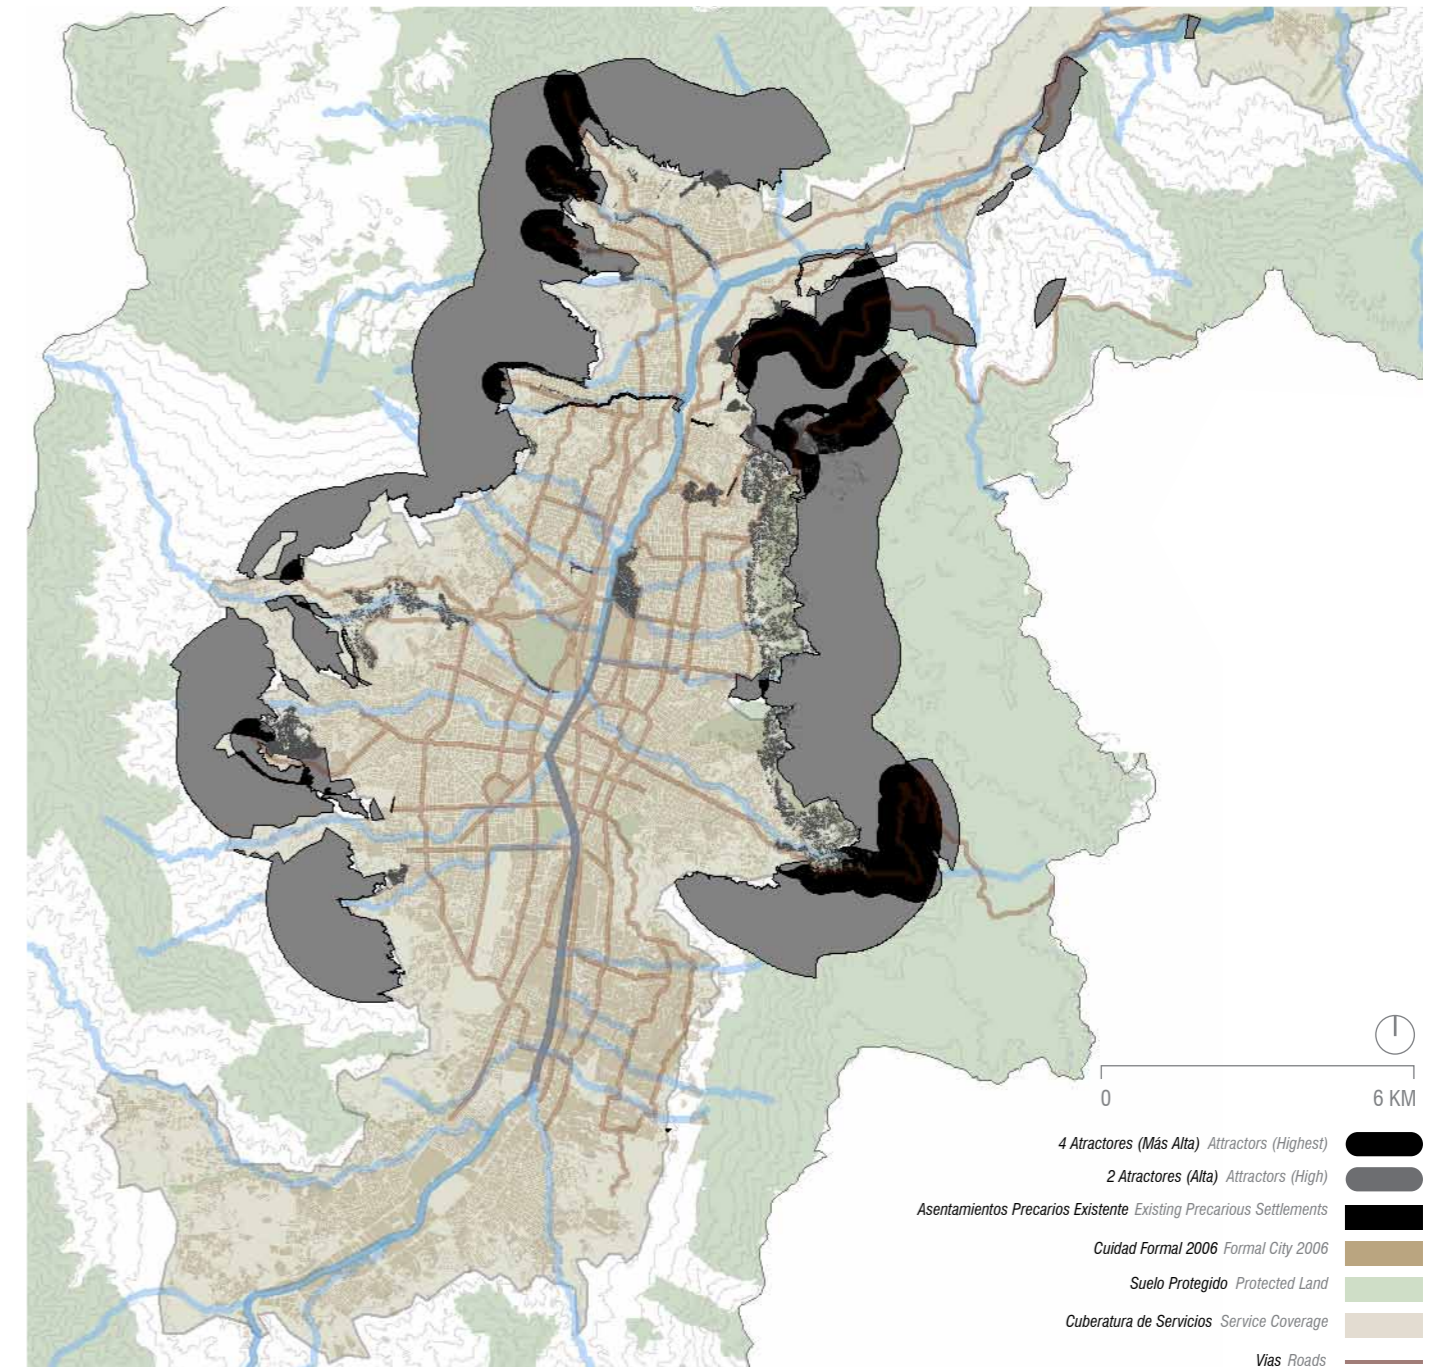 0 6 KM
4 Atractores (Más Alta) Attractors (Highest)
2 Atractores (Alta) Attractors (High)
Asentamientos Precarios Existente Existing Precarious Settlements
Cuidad Formal 2006 Formal City 2006
Suelo Protegido Protected Land
Cuberatura de Servicios Service Coverage
Vias Roads